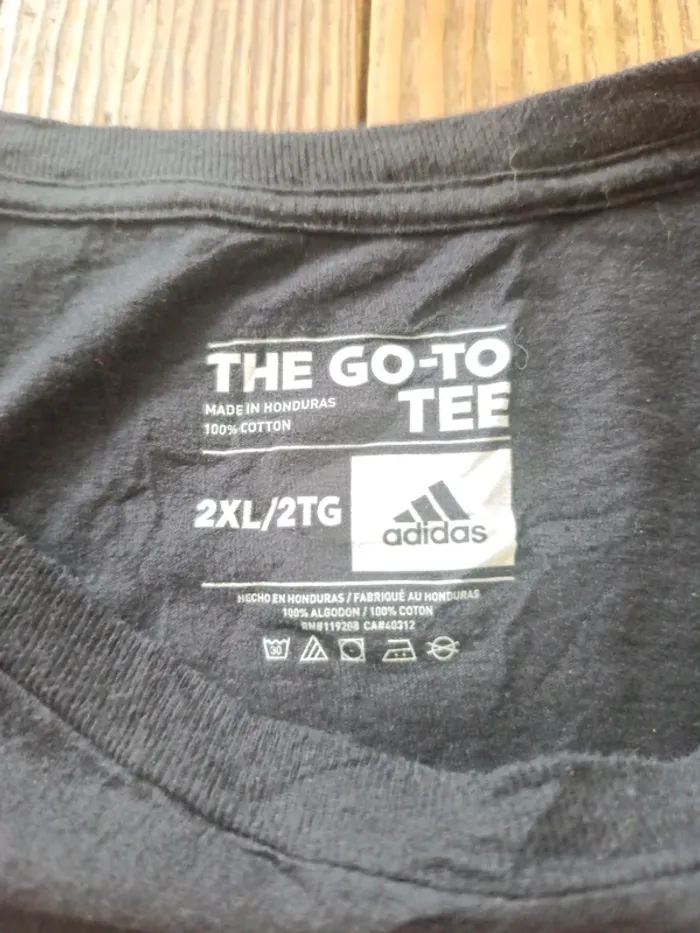 THE GO-TO
TEE
MADE IN HONDURAS
100% COTTON
2XL/2TG
adidas
HECHO EN HONDURAS / FABRIQUÉ AU HONDURAS
100% ALGODON / 100% COTON
RN#119208 CA#40312
30